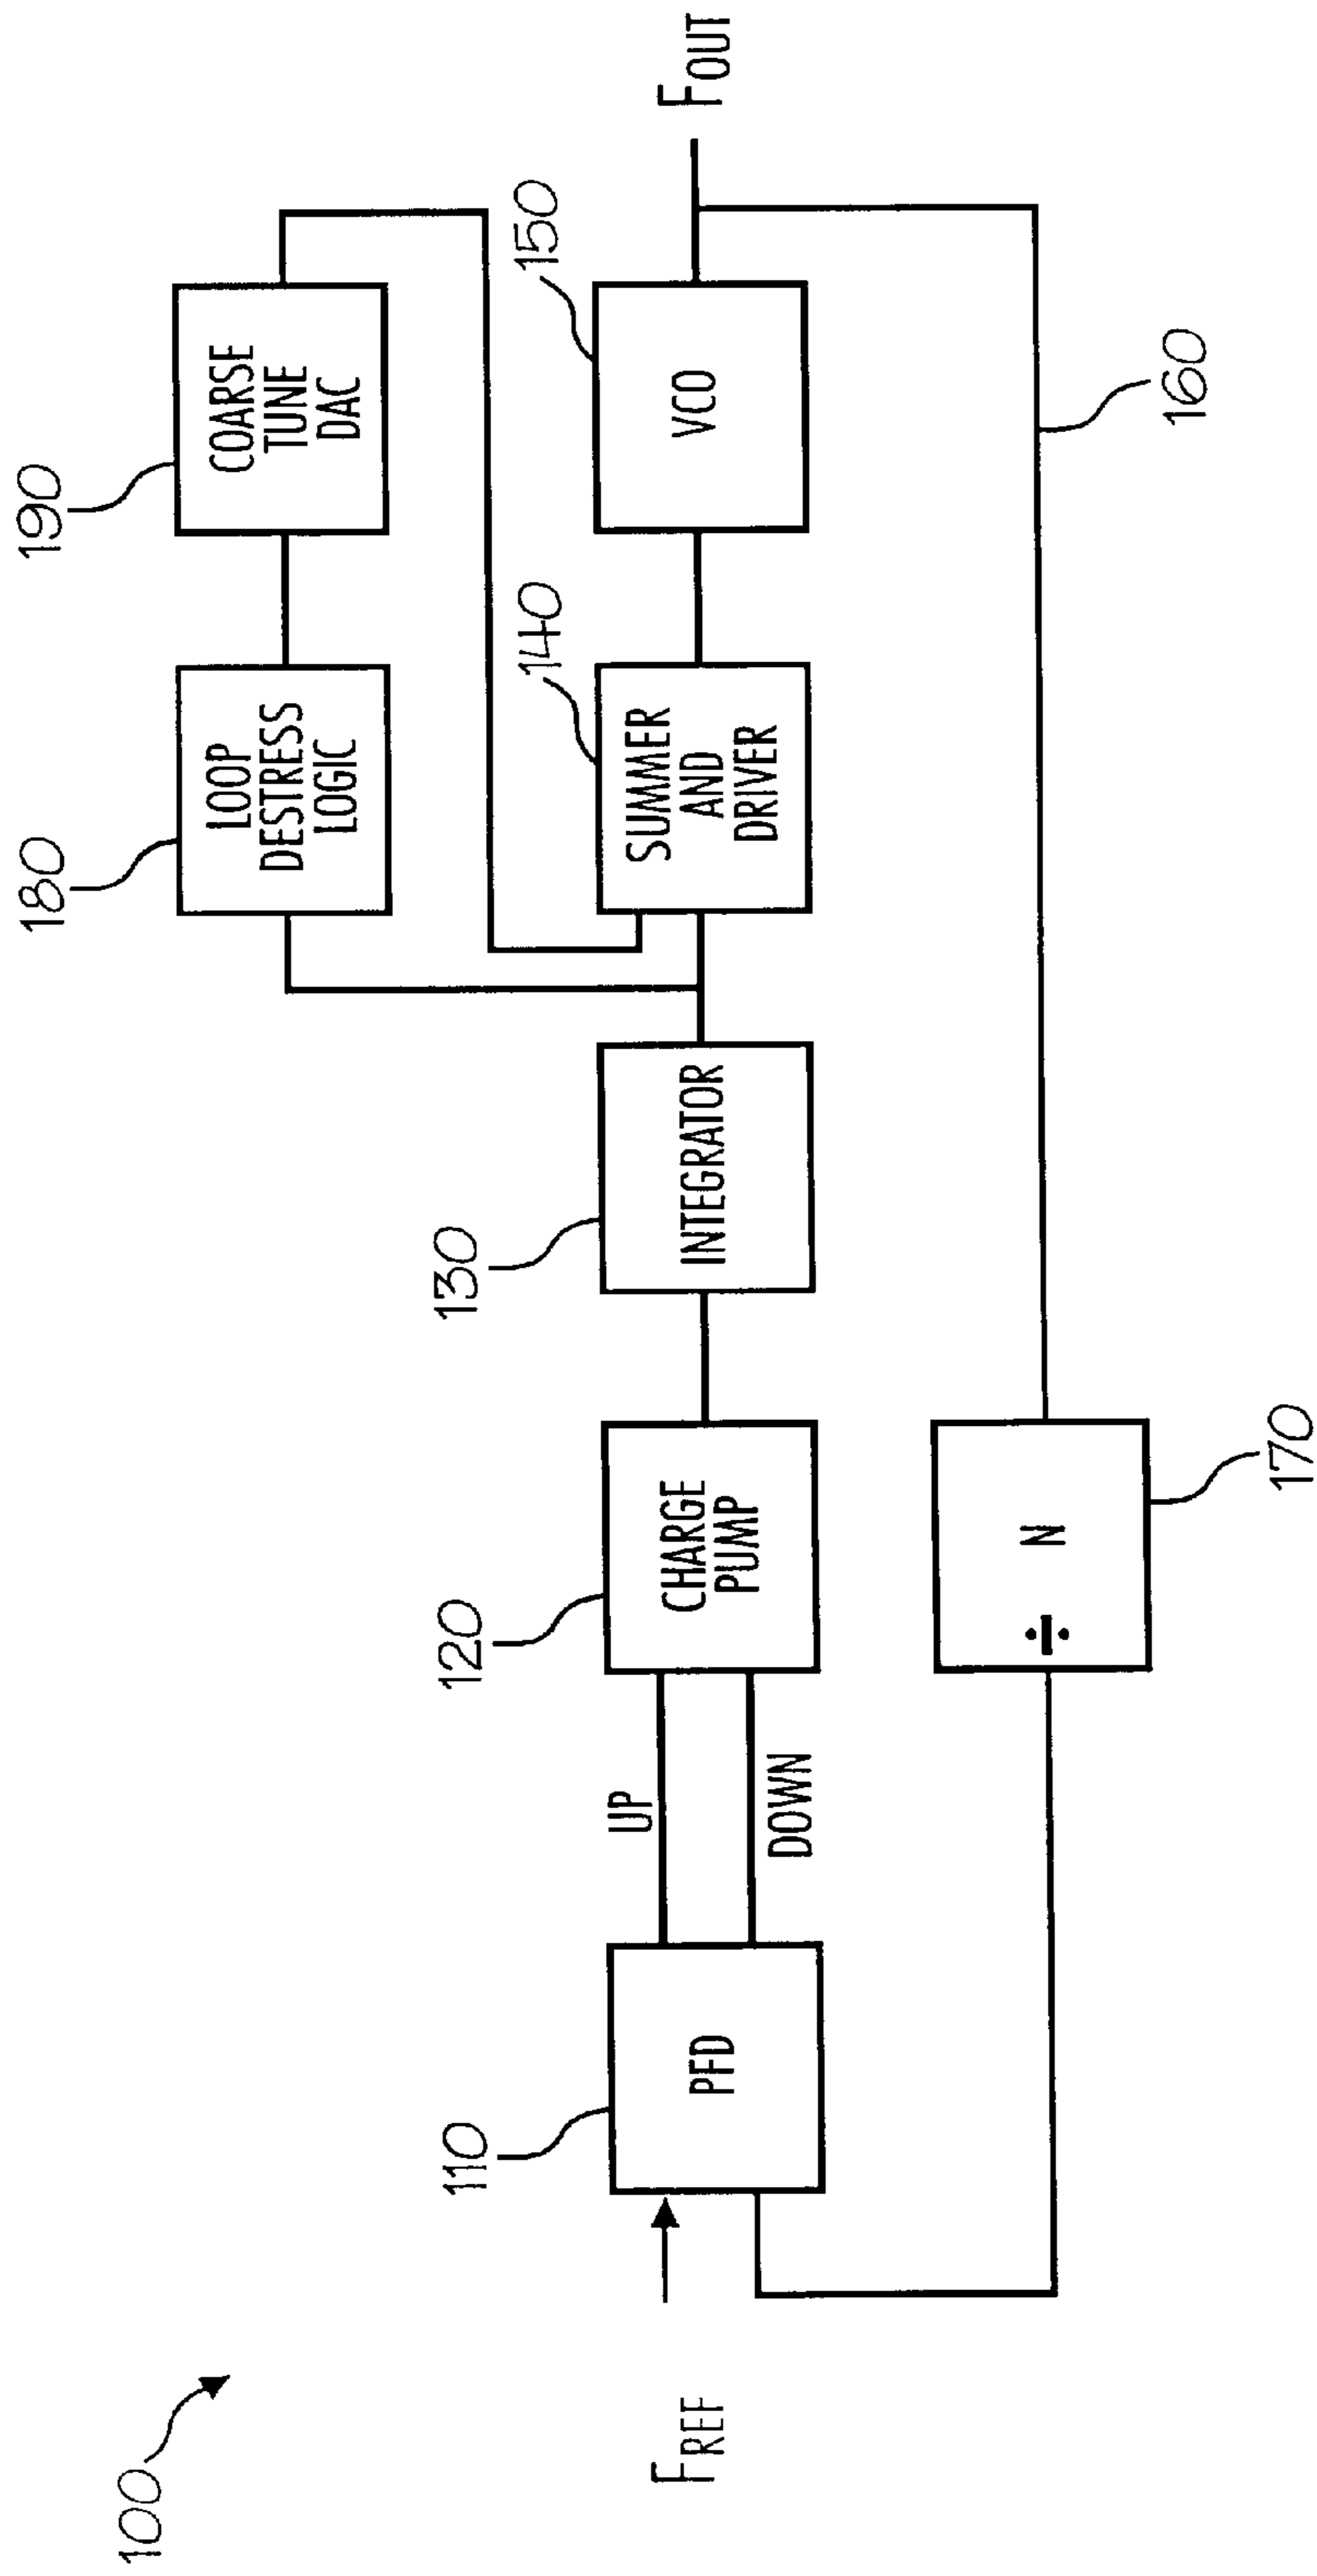 100
190
COARSE
TUNE
DAC
180
LOOP
DESTRESS
LOGIC
150
VCO
FOUT
140
SUMMER
AND
DRIVER
130
INTEGRATOR
120
CHARGE
PUMP
UP
DOWN
110
PFD
FREF
160
170
÷ N